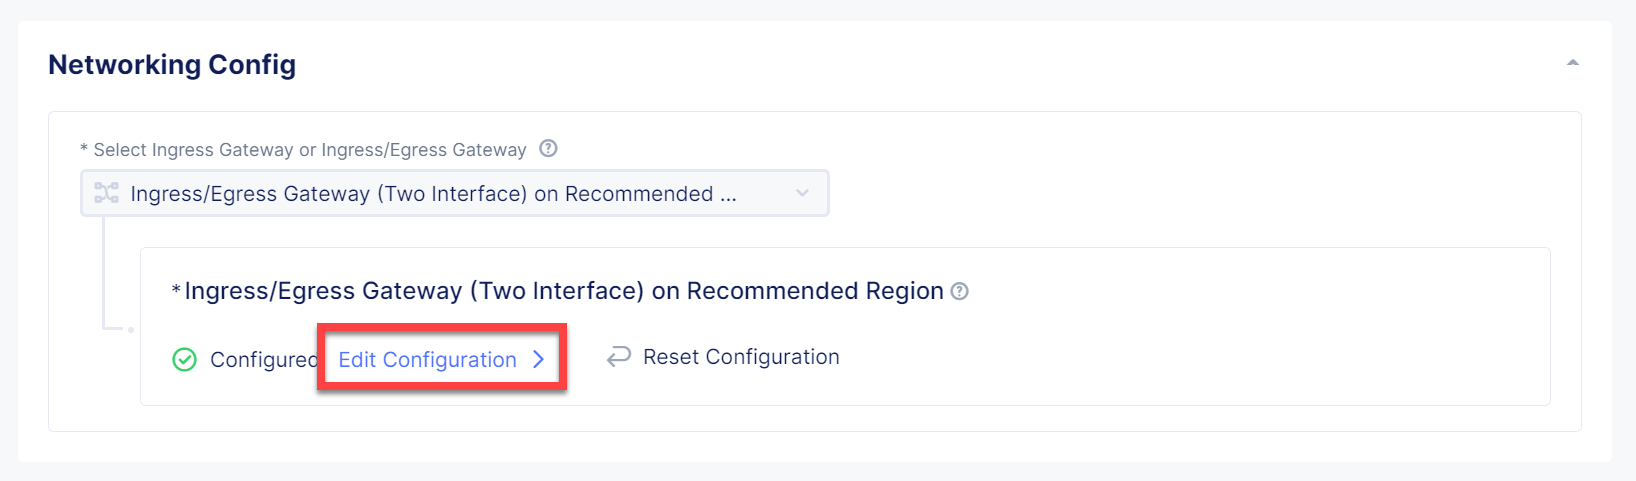 Networking Config
* Select Ingress Gateway or Ingress/Egress Gateway
Ingress/Egress Gateway (Two Interface) on Recommended ...
*Ingress/Egress Gateway (Two Interface) on Recommended Region
Configured Edit Configuration Reset Configuration